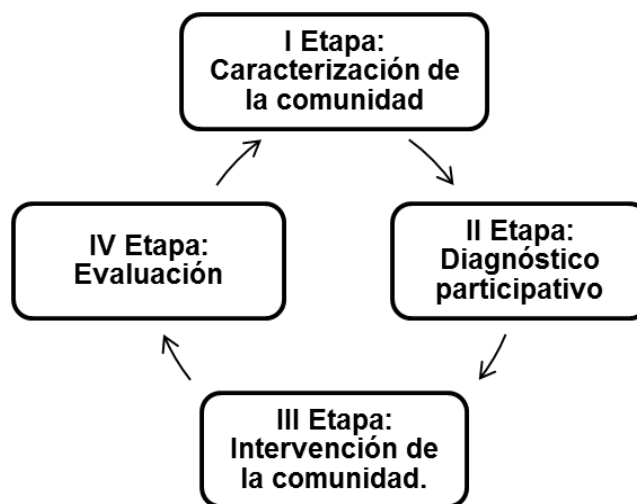 I Etapa:
Caracterización de
la comunidad
II Etapa:
Diagnóstico
participativo
III Etapa:
Intervención de
la comunidad.
IV Etapa:
Evaluación